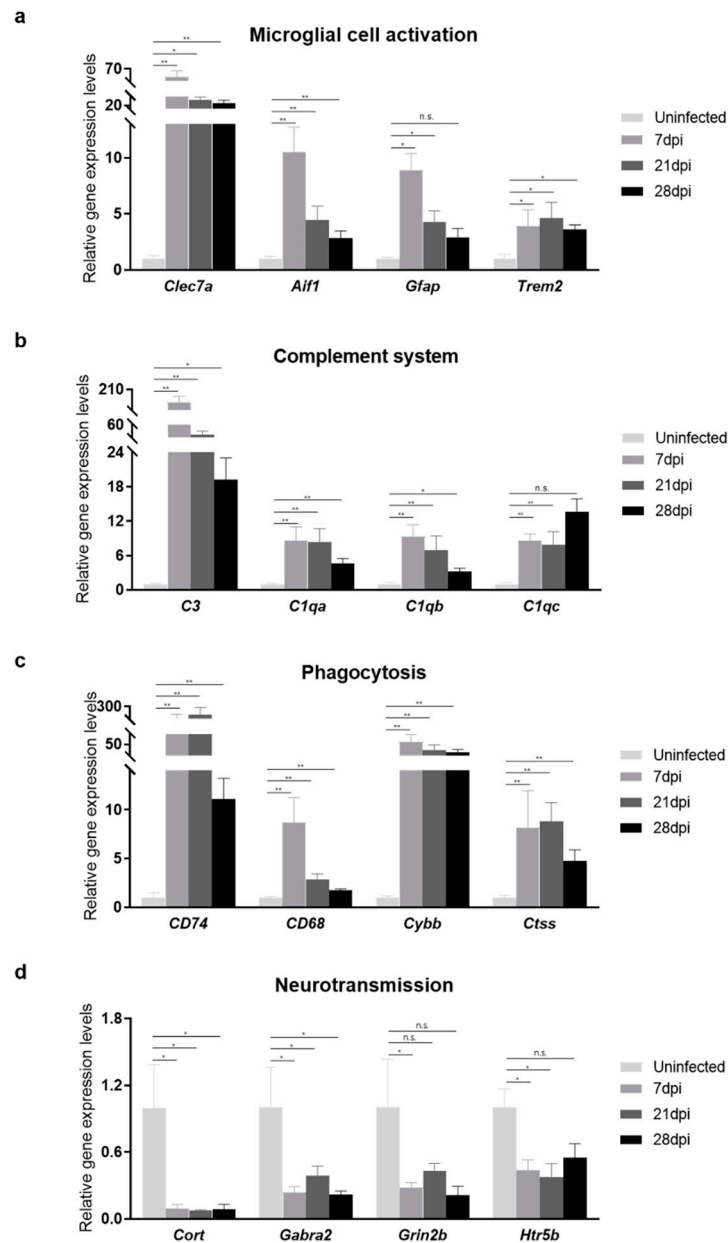 a
Microglial cell activation
Relative gene expression levels
70
20
10
5
0
**
*
**
**
**
**
n.s.
*
*
*
*
*
Clec7a
Aif1
Gfap
Trem2
Uninfected
7dpi
21dpi
28dpi
b
Complement system
Relative gene expression levels
210
60
24
18
12
6
0
*
**
**
**
**
**
*
**
**
n.s.
**
**
C3
C1qa
C1qb
C1qc
Uninfected
7dpi
21dpi
28dpi
c
Phagocytosis
Relative gene expression levels
300
50
10
5
0
**
**
**
**
**
**
**
**
**
**
**
**
CD74
CD68
Cybb
Ctss
Uninfected
7dpi
21dpi
28dpi
d
Neurotransmission
Relative gene expression levels
1.8
1.2
0.6
0.0
*
*
*
*
*
*
n.s.
n.s.
*
n.s.
*
*
Cort
Gabra2
Grin2b
Htr5b
Uninfected
7dpi
21dpi
28dpi